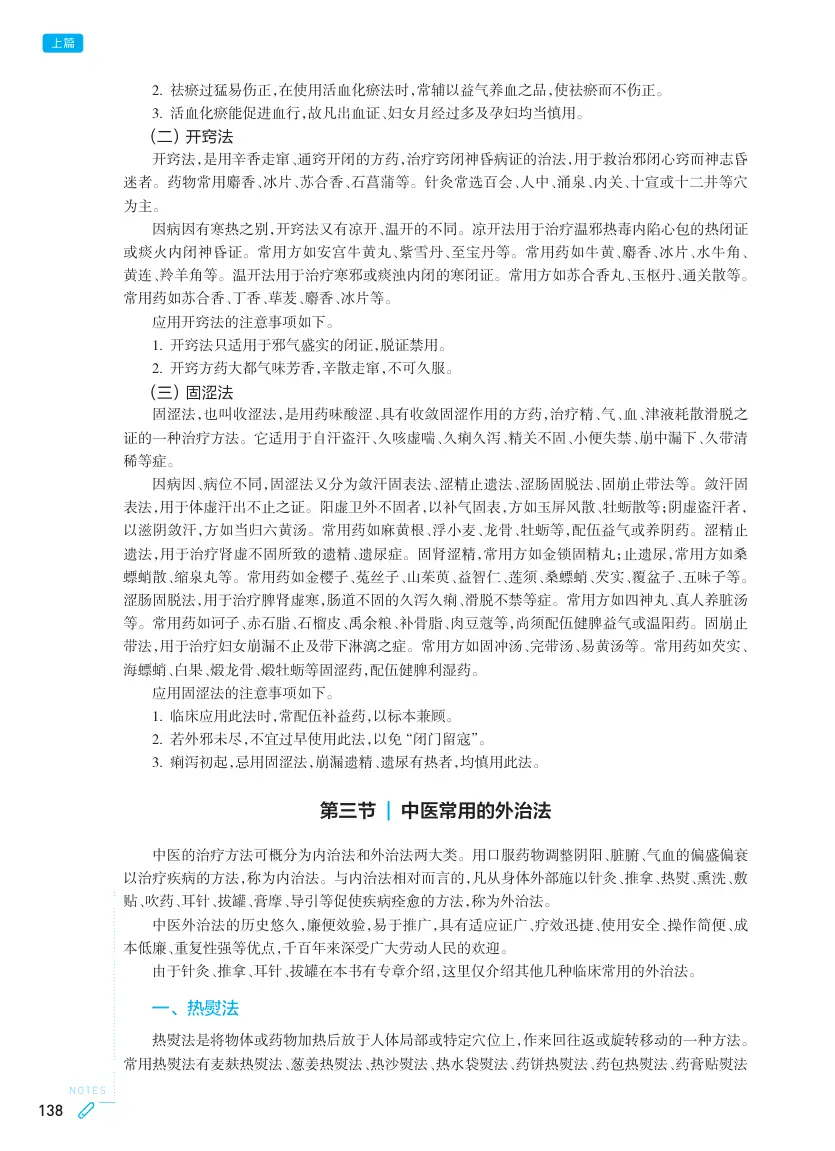 上篇
2. 祛瘀过猛易伤正,在使用活血化瘀法时,常辅以益气养血之品,使祛瘀而不伤正。
3. 活血化瘀能促进血行,故凡出血证、妇女月经过多及孕妇均当慎用。
(二) 开窍法
开窍法,是用辛香走窜、通窍开闭的方药,治疗窍闭神昏病证的治法,用于救治邪闭心窍而神志昏
迷者。药物常用麝香、冰片、苏合香、石菖蒲等。针灸常选百会、人中、涌泉、内关、十宣或十二井等穴
为主。
因病因有寒热之别,开窍法又有凉开、温开的不同。凉开法用于治疗温邪热毒内陷心包的热闭证
或痰火内闭神昏证。常用方如安宫牛黄丸、紫雪丹、至宝丹等。常用药如牛黄、麝香、冰片、水牛角、
黄连、羚羊角等。温开法用于治疗寒邪或痰浊内闭的寒闭证。常用方如苏合香丸、玉枢丹、通关散等。
常用药如苏合香、丁香、荜茇、麝香、冰片等。
应用开窍法的注意事项如下。
1. 开窍法只适用于邪气盛实的闭证,脱证禁用。
2. 开窍方药大都气味芳香,辛散走窜,不可久服。
(三) 固涩法
固涩法,也叫收涩法,是用药味酸涩、具有收敛固涩作用的方药,治疗精、气、血、津液耗散滑脱之
证的一种治疗方法。它适用于自汗盗汗、久咳虚喘、久痢久泻、精关不固、小便失禁、崩中漏下、久带清
稀等症。
因病因、病位不同,固涩法又分为敛汗固表法、涩精止遗法、涩肠固脱法、固崩止带法等。敛汗固
表法,用于体虚汗出不止之证。阳虚卫外不固者,以补气固表,方如玉屏风散、牡蛎散等;阴虚盗汗者,
以滋阴敛汗,方如当归六黄汤。常用药如麻黄根、浮小麦、龙骨、牡蛎等,配伍益气或养阴药。涩精止
遗法,用于治疗肾虚不固所致的遗精、遗尿症。固肾涩精,常用方如金锁固精丸;止遗尿,常用方如桑
螵蛸散、缩泉丸等。常用药如金樱子、菟丝子、山茱萸、益智仁、莲须、桑螵蛸、芡实、覆盆子、五味子等。
涩肠固脱法,用于治疗脾肾虚寒,肠道不固的久泻久痢、滑脱不禁等症。常用方如四神丸、真人养脏汤
等。常用药如诃子、赤石脂、石榴皮、禹余粮、补骨脂、肉豆蔻等,尚须配伍健脾益气或温阳药。固崩止
带法,用于治疗妇女崩漏不止及带下淋漓之症。常用方如固冲汤、完带汤、易黄汤等。常用药如芡实、
海螵蛸、白果、煅龙骨、煅牡蛎等固涩药,配伍健脾利湿药。
应用固涩法的注意事项如下。
1. 临床应用此法时,常配伍补益药,以标本兼顾。
2. 若外邪未尽,不宜过早使用此法,以免 “闭门留寇”。
3. 痢泻初起,忌用固涩法,崩漏遗精、遗尿有热者,均慎用此法。
第三节 | 中医常用的外治法
中医的治疗方法可概分为内治法和外治法两大类。用口服药物调整阴阳、脏腑、气血的偏盛偏衰
以治疗疾病的方法,称为内治法。与内治法相对而言的,凡从身体外部施以针灸、推拿、热熨、熏洗、敷
贴、吹药、耳针、拔罐、膏摩、导引等促使疾病痊愈的方法,称为外治法。
中医外治法的历史悠久,廉便效验,易于推广,具有适应证广、疗效迅捷、使用安全、操作简便、成
本低廉、重复性强等优点,千百年来深受广大劳动人民的欢迎。
由于针灸、推拿、耳针、拔罐在本书有专章介绍,这里仅介绍其他几种临床常用的外治法。
一、热熨法
热熨法是将物体或药物加热后放于人体局部或特定穴位上,作来回往返或旋转移动的一种方法。
常用热熨法有麦麸热熨法、葱姜热熨法、热沙熨法、热水袋熨法、药饼热熨法、药包热熨法、药膏贴熨法
NOTES
138